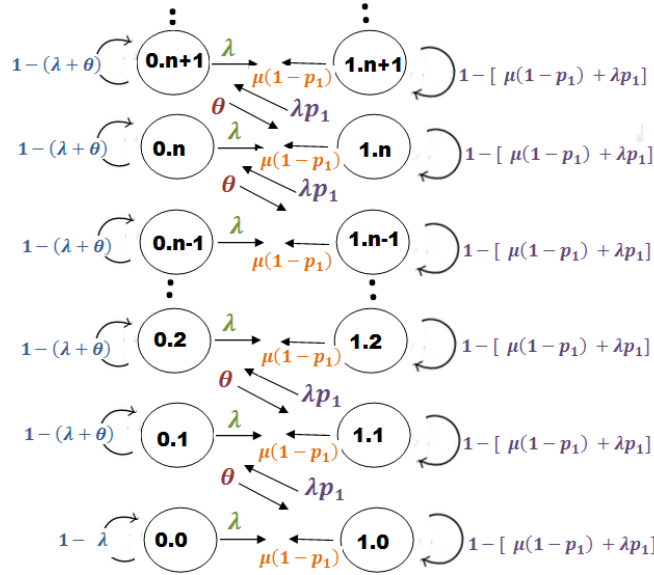 1 − (λ + θ) 0.n+1 λ μ(1 − p₁) 1.n+1 1 − [ μ(1 − p₁) + λp₁]
θ λp₁
1 − (λ + θ) 0.n λ μ(1 − p₁) 1.n 1 − [ μ(1 − p₁) + λp₁]
θ λp₁
1 − (λ + θ) 0.n-1 λ μ(1 − p₁) 1.n-1 1 − [ μ(1 − p₁) + λp₁]
1 − (λ + θ) 0.2 λ μ(1 − p₁) 1.2 1 − [ μ(1 − p₁) + λp₁]
θ λp₁
1 − (λ + θ) 0.1 λ μ(1 − p₁) 1.1 1 − [ μ(1 − p₁) + λp₁]
θ λp₁
1 − λ 0.0 λ μ(1 − p₁) 1.0 1 − [ μ(1 − p₁) + λp₁]